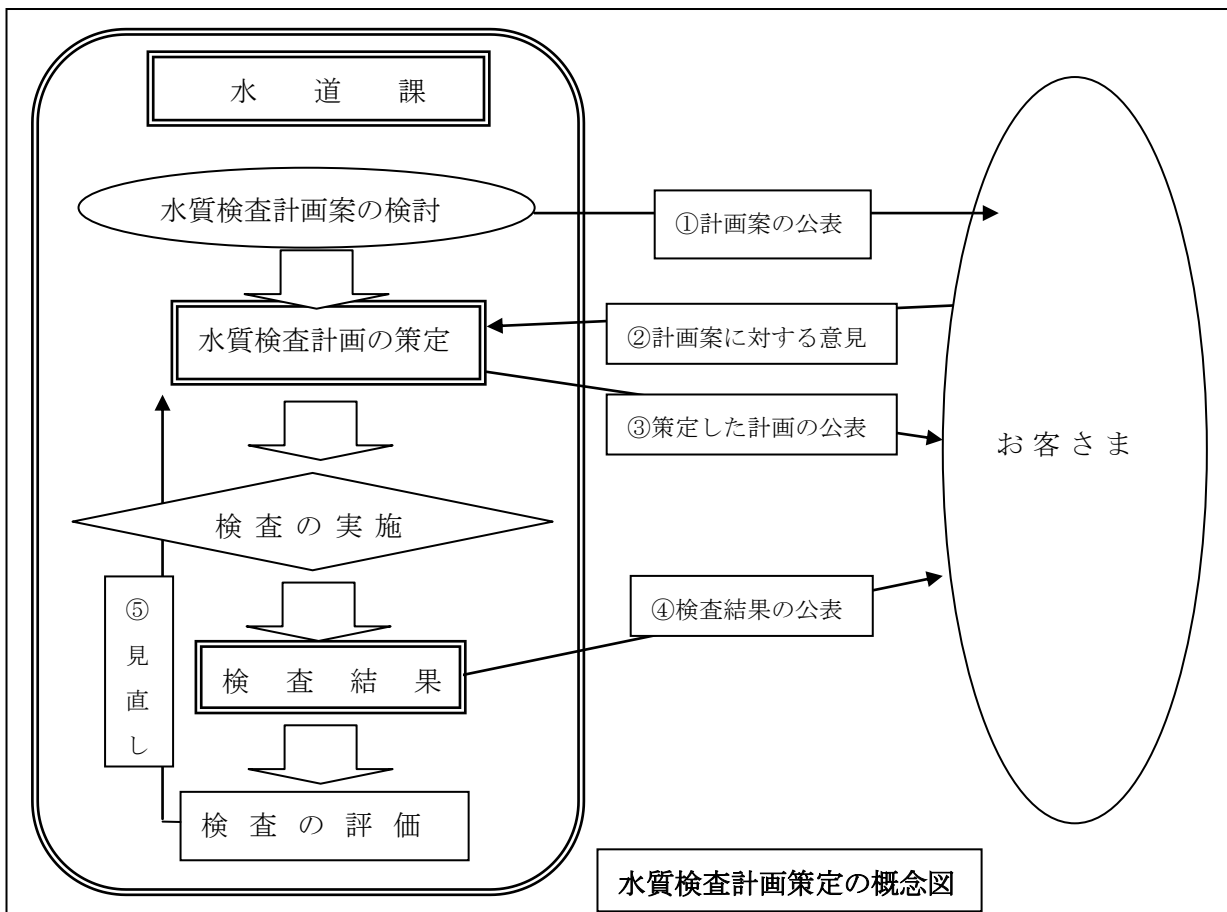 水道課
水質検査計画案の検討
①計画案の公表
水質検査計画の策定
②計画案に対する意見
③策定した計画の公表
お客さま
検査の実施
④検査結果の公表
⑤見直し
検査結果
検査の評価
水質検査計画策定の概念図